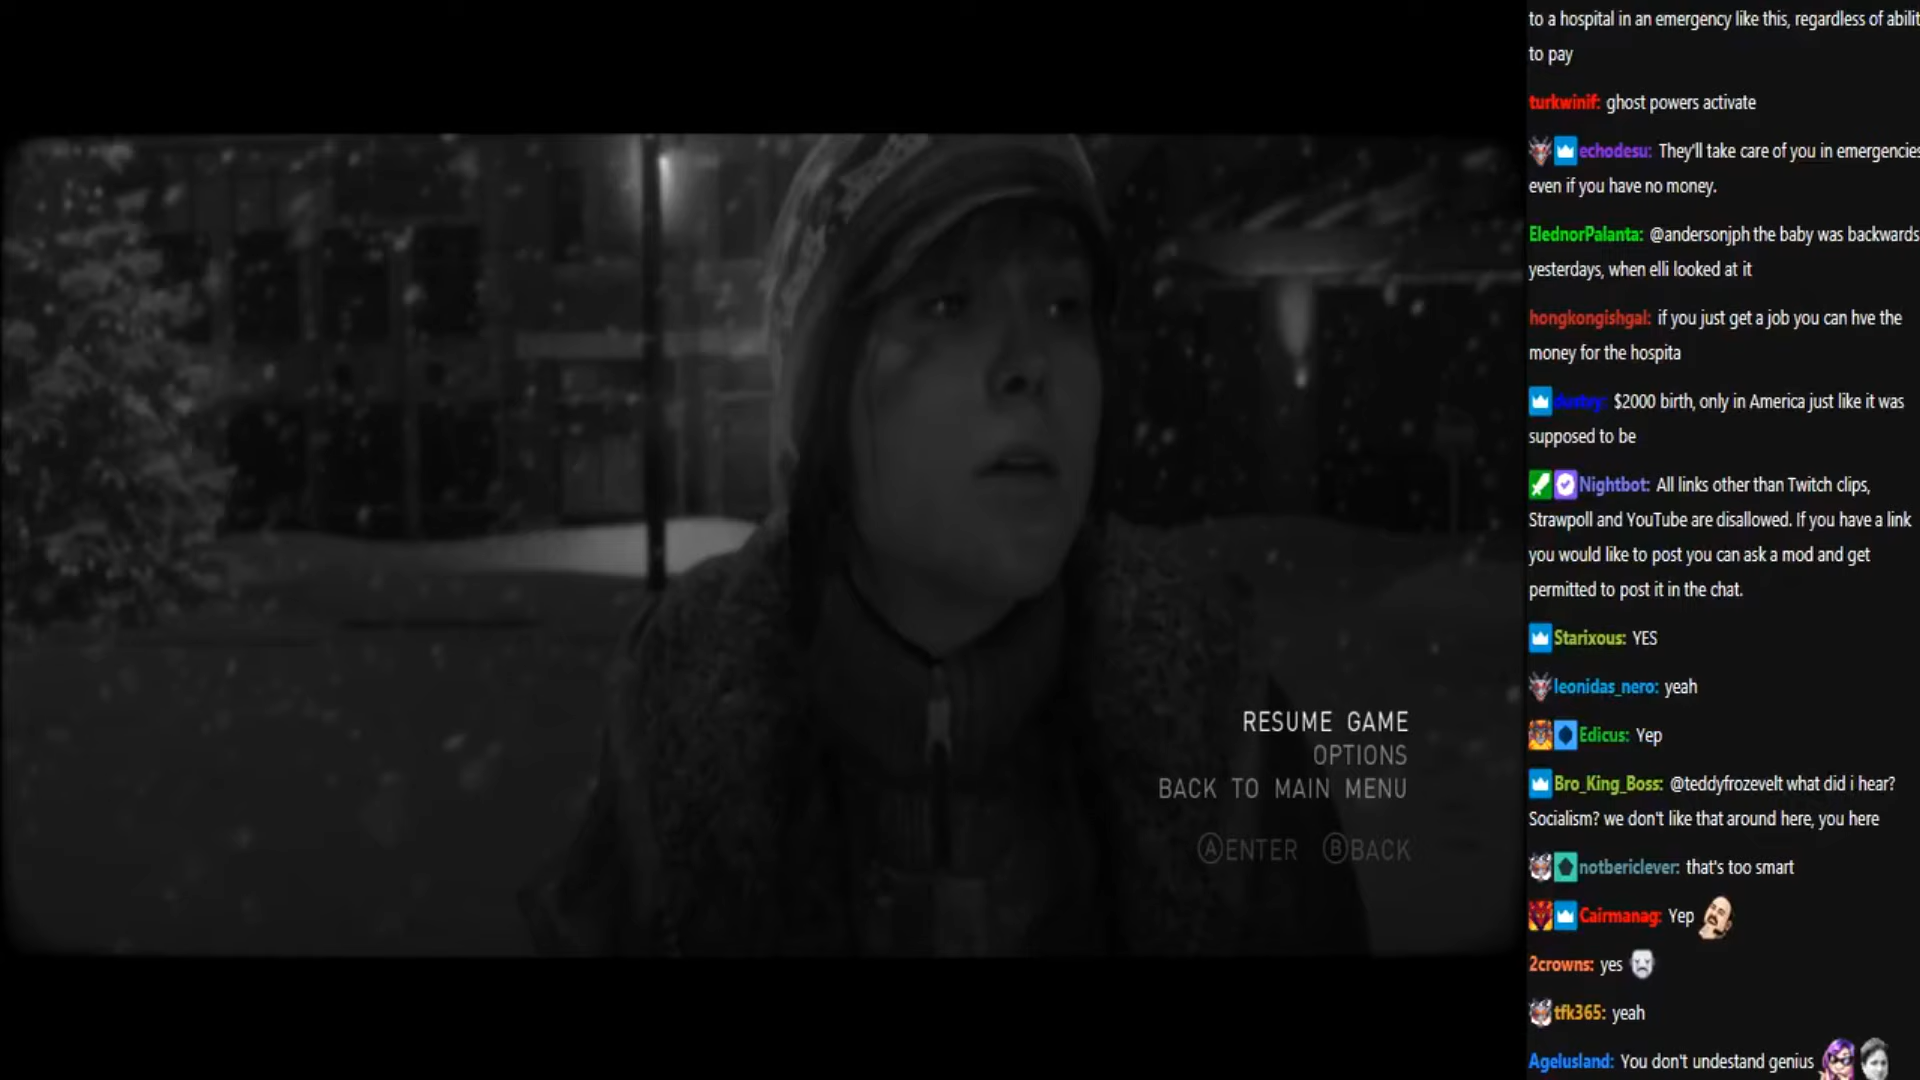 RESUME GAME
OPTIONS
BACK TO MAIN MENU
A ENTER B BACK
to a hospital in an emergency like this, regardless of abilit
to pay
turkwinif: ghost powers activate
echodesu: They'll take care of you in emergencies
even if you have no money.
ElednorPalanta: @andersonjph the baby was backwards
yesterdays, when elli looked at it
hongkongishgal: if you just get a job you can hve the
money for the hospita
$2000 birth, only in America just like it was
supposed to be
Nightbot: All links other than Twitch clips,
Strawpoll and YouTube are disallowed. If you have a link
you would like to post you can ask a mod and get
permitted to post it in the chat.
Starixous: YES
leonidas_nero: yeah
Edicus: Yep
Bro_King_Boss: @teddyfrozevelt what did i hear?
Socialism? we don't like that around here, you here
notbericlever: that's too smart
Cairmanag: Yep
2crowns: yes
tfk365: yeah
Agelusland: You don't undestand genius